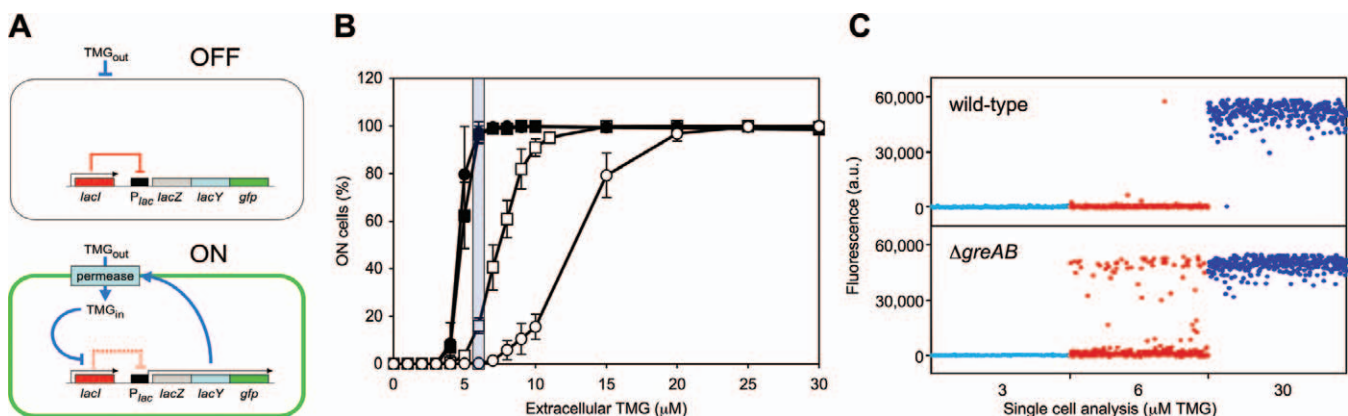 A
TMGout
OFF
lacI
Plac
lacZ
lacY
gfp
TMGout
ON
permease
TMGin
lacI
Plac
lacZ
lacY
gfp
B
120
100
80
60
40
20
0
ON cells (%)
0
5
10
15
20
25
30
Extracellular TMG (μM)
C
60,000
30,000
0
wild-type
60,000
30,000
0
ΔgreAB
Fluorescence (a.u.)
3
6
30
Single cell analysis (μM TMG)